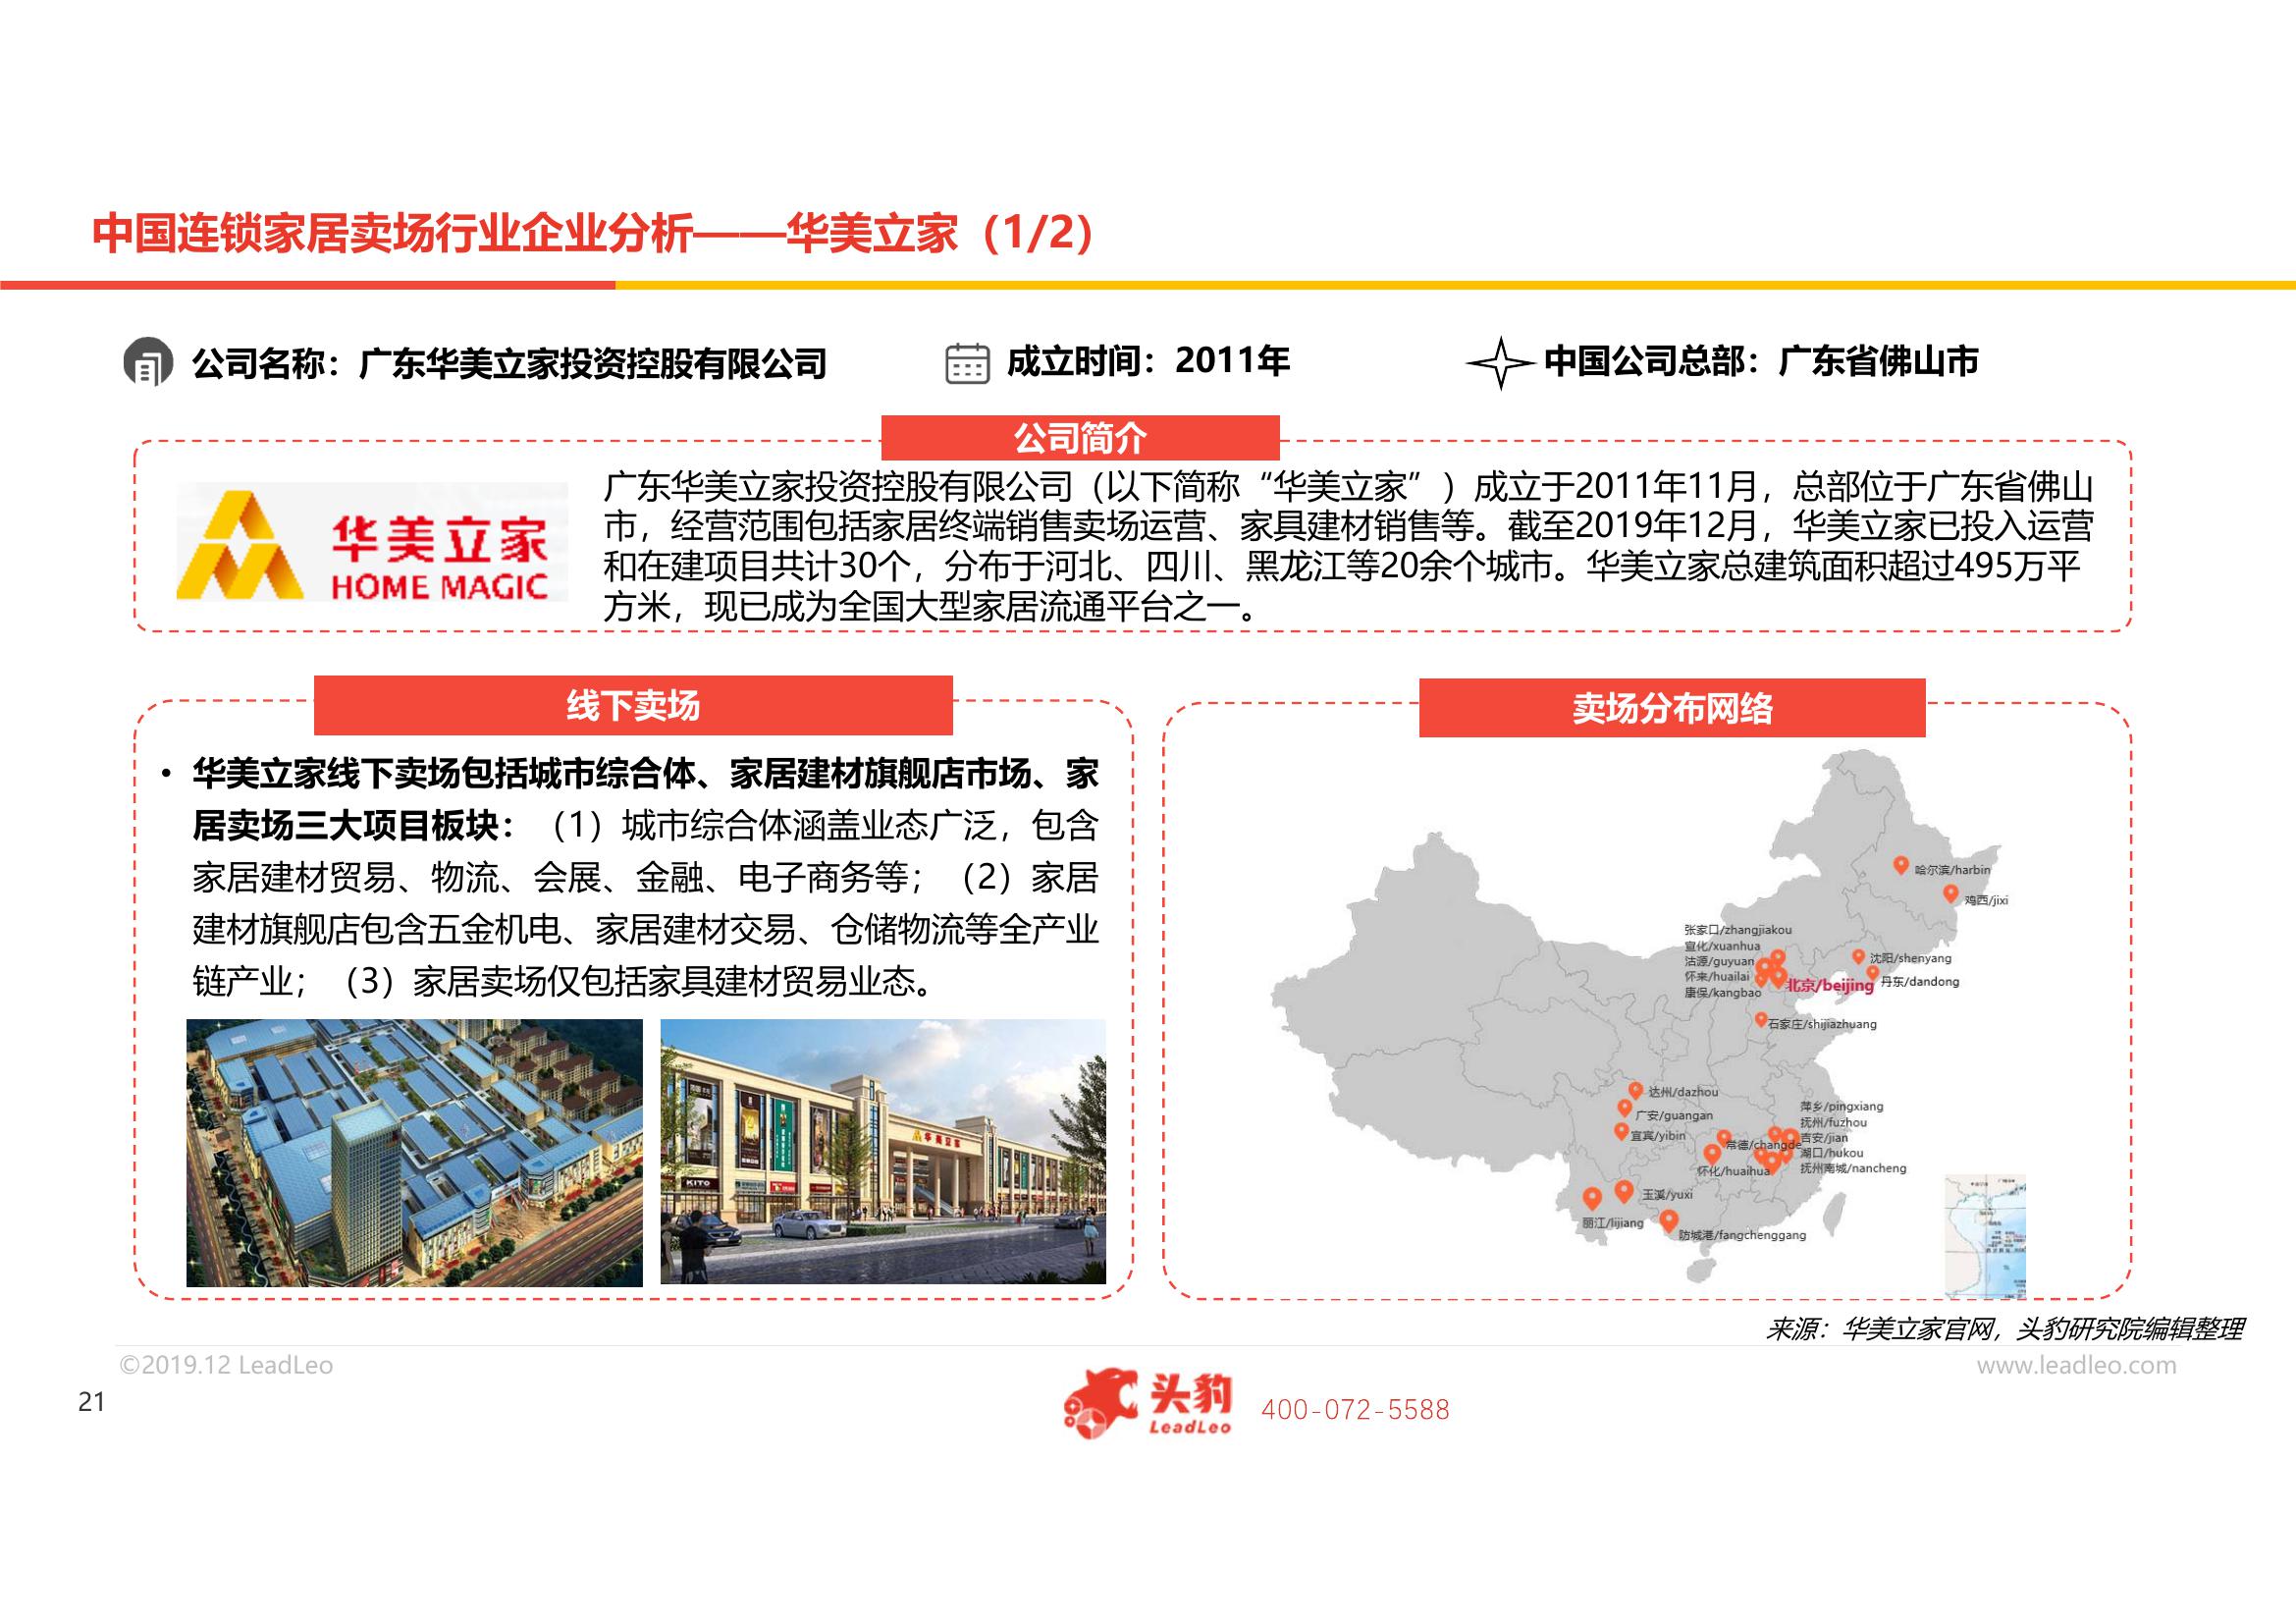 中国连锁家居卖场行业企业分析——华美立家（1/2）
公司名称：广东华美立家投资控股有限公司
成立时间：2011年
中国公司总部：广东省佛山市
公司简介
华美立家
HOME MAGIC
广东华美立家投资控股有限公司（以下简称“华美立家”）成立于2011年11月，总部位于广东省佛山
市，经营范围包括家居终端销售卖场运营、家具建材销售等。截至2019年12月，华美立家已投入运营
和在建项目共计30个，分布于河北、四川、黑龙江等20余个城市。华美立家总建筑面积超过495万平
方米，现已成为全国大型家居流通平台之一。
线下卖场
• 华美立家线下卖场包括城市综合体、家居建材旗舰店市场、家
居卖场三大项目板块：（1）城市综合体涵盖业态广泛，包含
家居建材贸易、物流、会展、金融、电子商务等；（2）家居
建材旗舰店包含五金机电、家居建材交易、仓储物流等全产业
链产业；（3）家居卖场仅包括家具建材贸易业态。
华美立家
KITO
卖场分布网络
哈尔滨/harbin
鸡西/jixi
张家口/zhangjiakou
宣化/xuanhua
沽源/guyuan
怀来/huailai
康保/kangbao
沈阳/shenyang
丹东/dandong
北京/beijing
石家庄/shijiazhuang
达州/dazhou
广安/guangan
宜宾/yibin
萍乡/pingxiang
抚州/fuzhou
吉安/jian
湖口/hukou
抚州南城/nancheng
常德/changde
怀化/huaihua
玉溪/yuxi
丽江/lijiang
防城港/fangchenggang
来源：华美立家官网，头豹研究院编辑整理
©2019.12 LeadLeo
www.leadleo.com
21
头豹
LeadLeo
400-072-5588